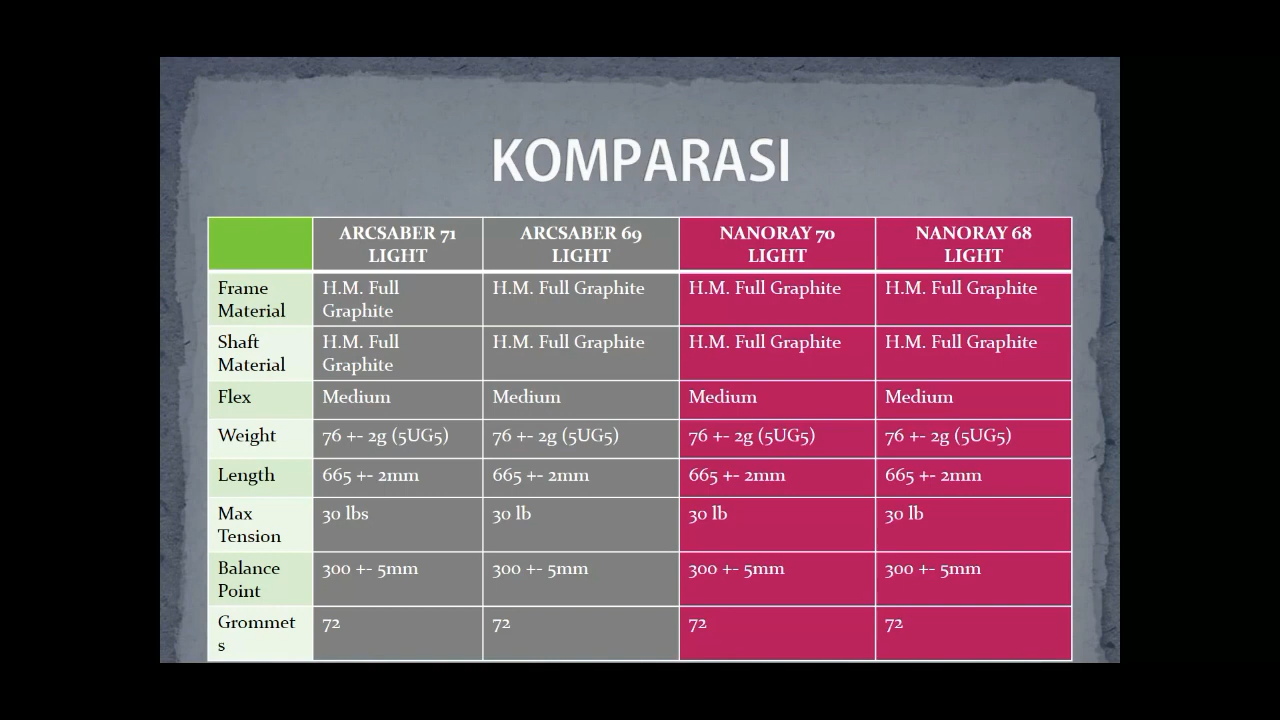 KOMPARASI
ARCSABER 71 LIGHT | ARCSABER 69 LIGHT | NANORAY 70 LIGHT | NANORAY 68 LIGHT
Frame Material | H.M. Full Graphite | H.M. Full Graphite | H.M. Full Graphite | H.M. Full Graphite
Shaft Material | H.M. Full Graphite | H.M. Full Graphite | H.M. Full Graphite | H.M. Full Graphite
Flex | Medium | Medium | Medium | Medium
Weight | 76 +- 2g (5UG5) | 76 +- 2g (5UG5) | 76 +- 2g (5UG5) | 76 +- 2g (5UG5)
Length | 665 +- 2mm | 665 +- 2mm | 665 +- 2mm | 665 +- 2mm
Max Tension | 30 lbs | 30 lb | 30 lb | 30 lb
Balance Point | 300 +- 5mm | 300 +- 5mm | 300 +- 5mm | 300 +- 5mm
Grommets | 72 | 72 | 72 | 72